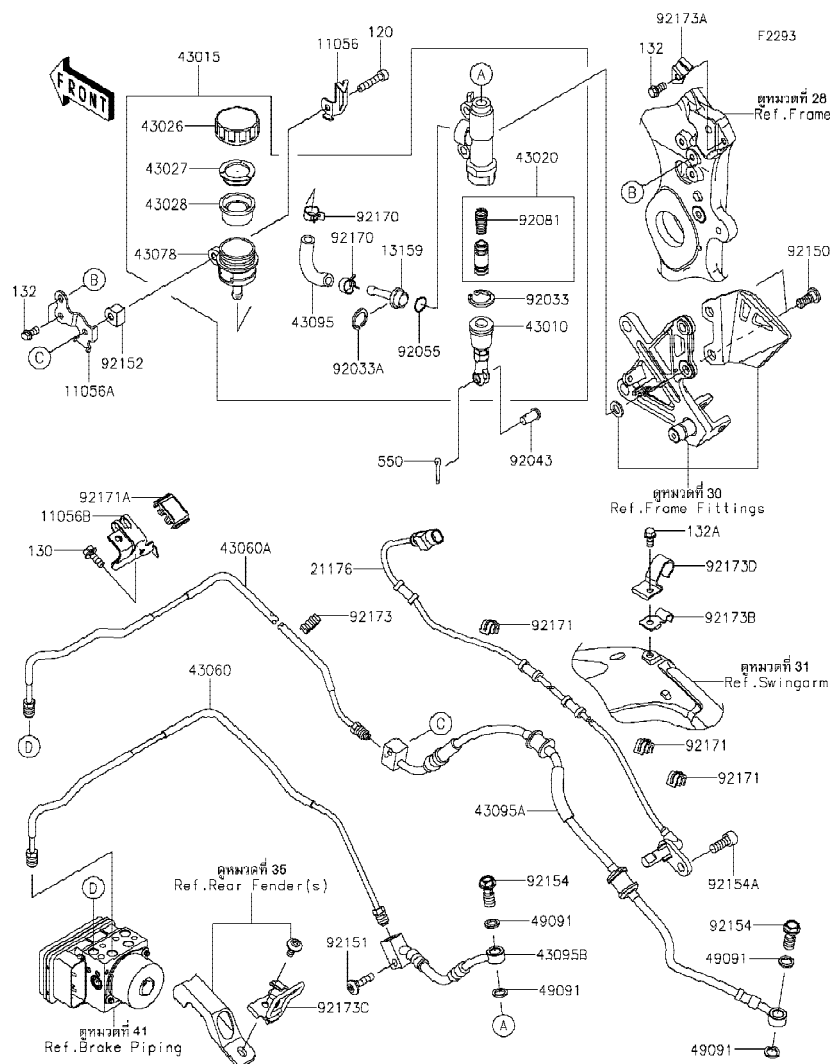 92173A
120
F2293
11056
132
43015
FRONT
A
ดูหมวดที่ 28
Ref.Frame
43026
43020
43027
B
43028
92170
92081
92170
43078
13159
92150
B
132
92033
43095
43010
C
92055
92152
92033A
11056A
550
92043
ดูหมวดที่ 30
Ref.Frame Fittings
92171A
11056B
132A
130
43060A
21176
92173D
92173
92171
92173B
43060
ดูหมวดที่ 31
Ref.Swingarm
C
D
92171
92171
43095A
ดูหมวดที่ 35
Ref.Rear Fender(s)
92154
92154A
D
92154
49091
92151
43095B
49091
92173C
49091
A
ดูหมวดที่ 41
Ref.Brake Piping
49091